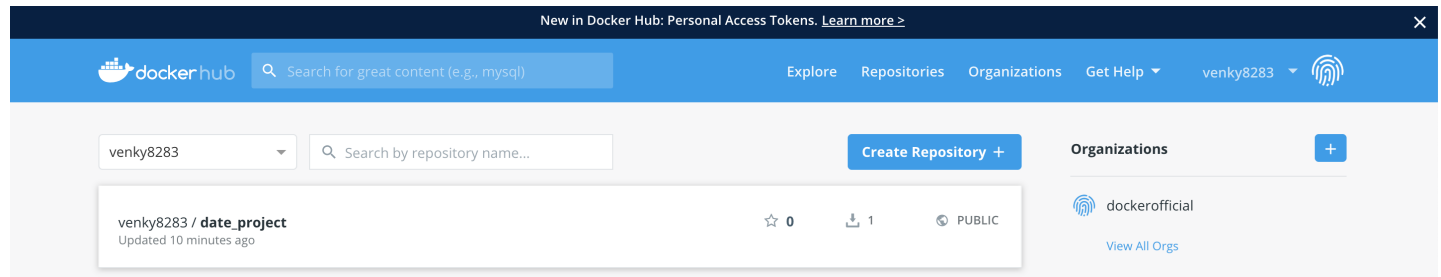 New in Docker Hub: Personal Access Tokens. Learn more >
dockerhub
Search for great content (e.g., mysql)
Explore
Repositories
Organizations
Get Help
venky8283
venky8283
Search by repository name...
Create Repository +
venky8283 / date_project
Updated 10 minutes ago
0
1
PUBLIC
Organizations
+
dockerofficial
View All Orgs